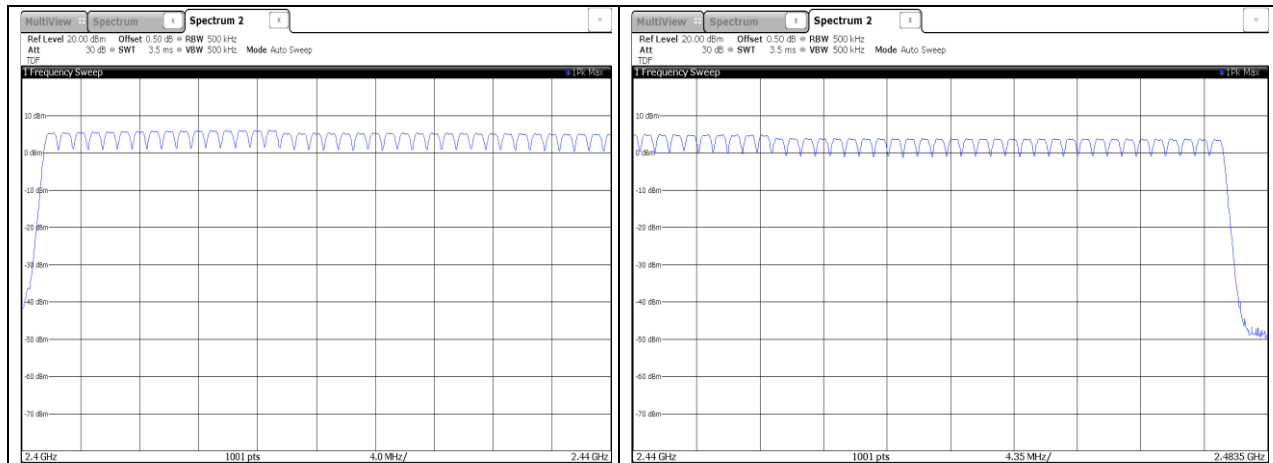 MultiView Spectrum x Spectrum 2 x
Ref Level 20.00 dBm Offset 0.50 dB RBW 500 kHz
Att 30 dB SWT 3.5 ms VBW 500 kHz Mode Auto Sweep
TDF
1 Frequency Sweep 1Pk Max
10 dBm
0 dBm
-10 dBm
-20 dBm
-30 dBm
-40 dBm
-50 dBm
-60 dBm
-70 dBm
2.4 GHz 1001 pts 4.0 MHz/ 2.44 GHz
MultiView Spectrum x Spectrum 2 x
Ref Level 20.00 dBm Offset 0.50 dB RBW 500 kHz
Att 30 dB SWT 3.5 ms VBW 500 kHz Mode Auto Sweep
TDF
1 Frequency Sweep 1Pk Max
10 dBm
0 dBm
-10 dBm
-20 dBm
-30 dBm
-40 dBm
-50 dBm
-60 dBm
-70 dBm
2.44 GHz 1001 pts 4.35 MHz/ 2.4835 GHz